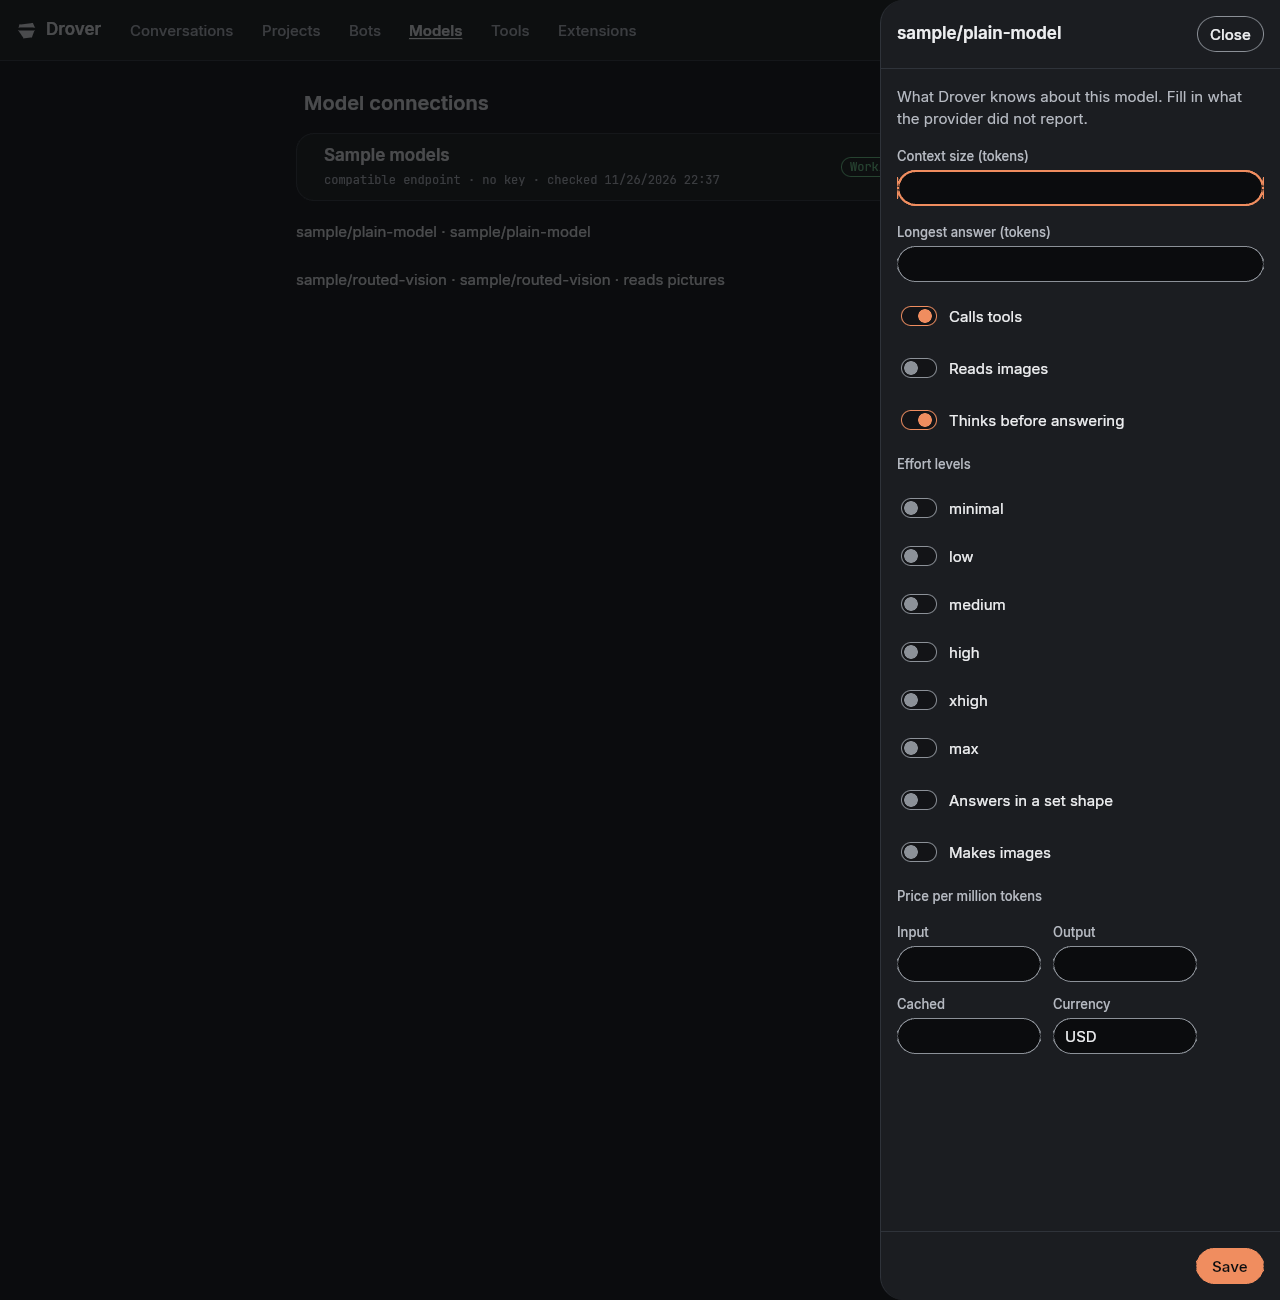 Drover
Conversations
Projects
Bots
Models
Tools
Extensions
Model connections
Sample models
compatible endpoint · no key · checked 11/26/2026 22:37
sample/plain-model · sample/plain-model
sample/routed-vision · sample/routed-vision · reads pictures
sample/plain-model
Close
What Drover knows about this model. Fill in what
the provider did not report.
Context size (tokens)
Longest answer (tokens)
Calls tools
Reads images
Thinks before answering
Effort levels
minimal
low
medium
high
xhigh
max
Answers in a set shape
Makes images
Price per million tokens
Input
Output
Cached
Currency
USD
Save